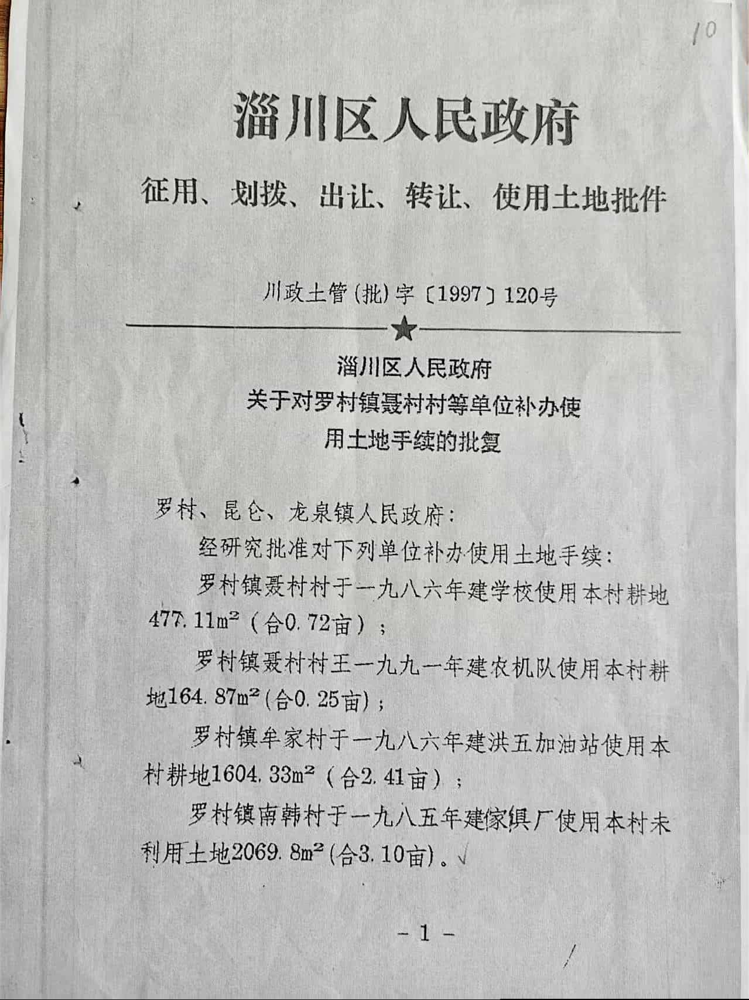 10
淄川区人民政府
征用、划拨、出让、转让、使用土地批件
川政土管(批)字〔1997〕120号
淄川区人民政府
关于对罗村镇聂村村等单位补办使
用土地手续的批复
罗村、昆仑、龙泉镇人民政府:
经研究批准对下列单位补办使用土地手续:
罗村镇聂村村于一九八六年建学校使用本村耕地
477.11m²(合0.72亩);
罗村镇聂村村王一九九一年建农机队使用本村耕
地164.87m²(合0.25亩);
罗村镇牟家村于一九八六年建洪五加油站使用本
村耕地1604.33m²(合2.41亩);
罗村镇南韩村于一九八五年建傢俱厂使用本村未
利用土地2069.8m²(合3.10亩)。√
- 1 -